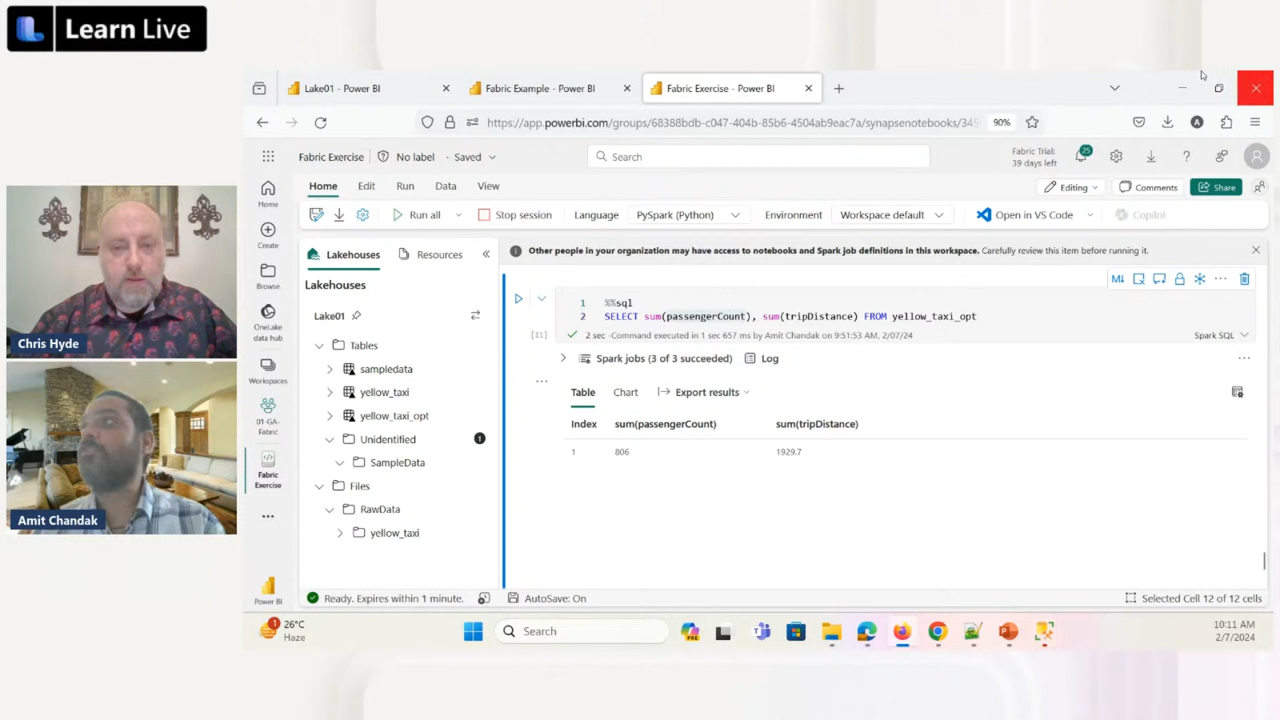 Learn Live
Chris Hyde
Amit Chandak
Lake01 - Power BI
Fabric Example - Power BI
Fabric Exercise - Power BI
https://app.powerbi.com/groups/68388bdb-c047-404b-85b6-4504ab9eac7a/synapsenotebooks/345
90%
Fabric Exercise
No label
Saved
Search
Fabric Trial:
39 days left
25
Home Edit Run Data View
Editing
Comments
Share
Run all
Stop session
Language
PySpark (Python)
Environment
Workspace default
Open in VS Code
Copilot
Home
Create
Browse
OneLake
data hub
Workspaces
01-GA-
Fabric
Fabric
Exercise
Power BI
Lakehouses
Resources
Lakehouses
Lake01
Tables
sampledata
yellow_taxi
yellow_taxi_opt
Unidentified
1
SampleData
Files
RawData
yellow_taxi
Other people in your organization may have access to notebooks and Spark job definitions in this workspace. Carefully review this item before running it.
M↓
1 %%sql
2 SELECT sum(passengerCount), sum(tripDistance) FROM yellow_taxi_opt
[11]
2 sec -Command executed in 1 sec 657 ms by Amit Chandak on 9:51:53 AM, 2/07/24
Spark SQL
Spark jobs (3 of 3 succeeded)
Log
Table Chart Export results
Index sum(passengerCount) sum(tripDistance)
1 806 1929.7
Ready. Expires within 1 minute.
AutoSave: On
Selected Cell 12 of 12 cells
1
26°C
Haze
Search
PRE
10:11 AM
2/7/2024